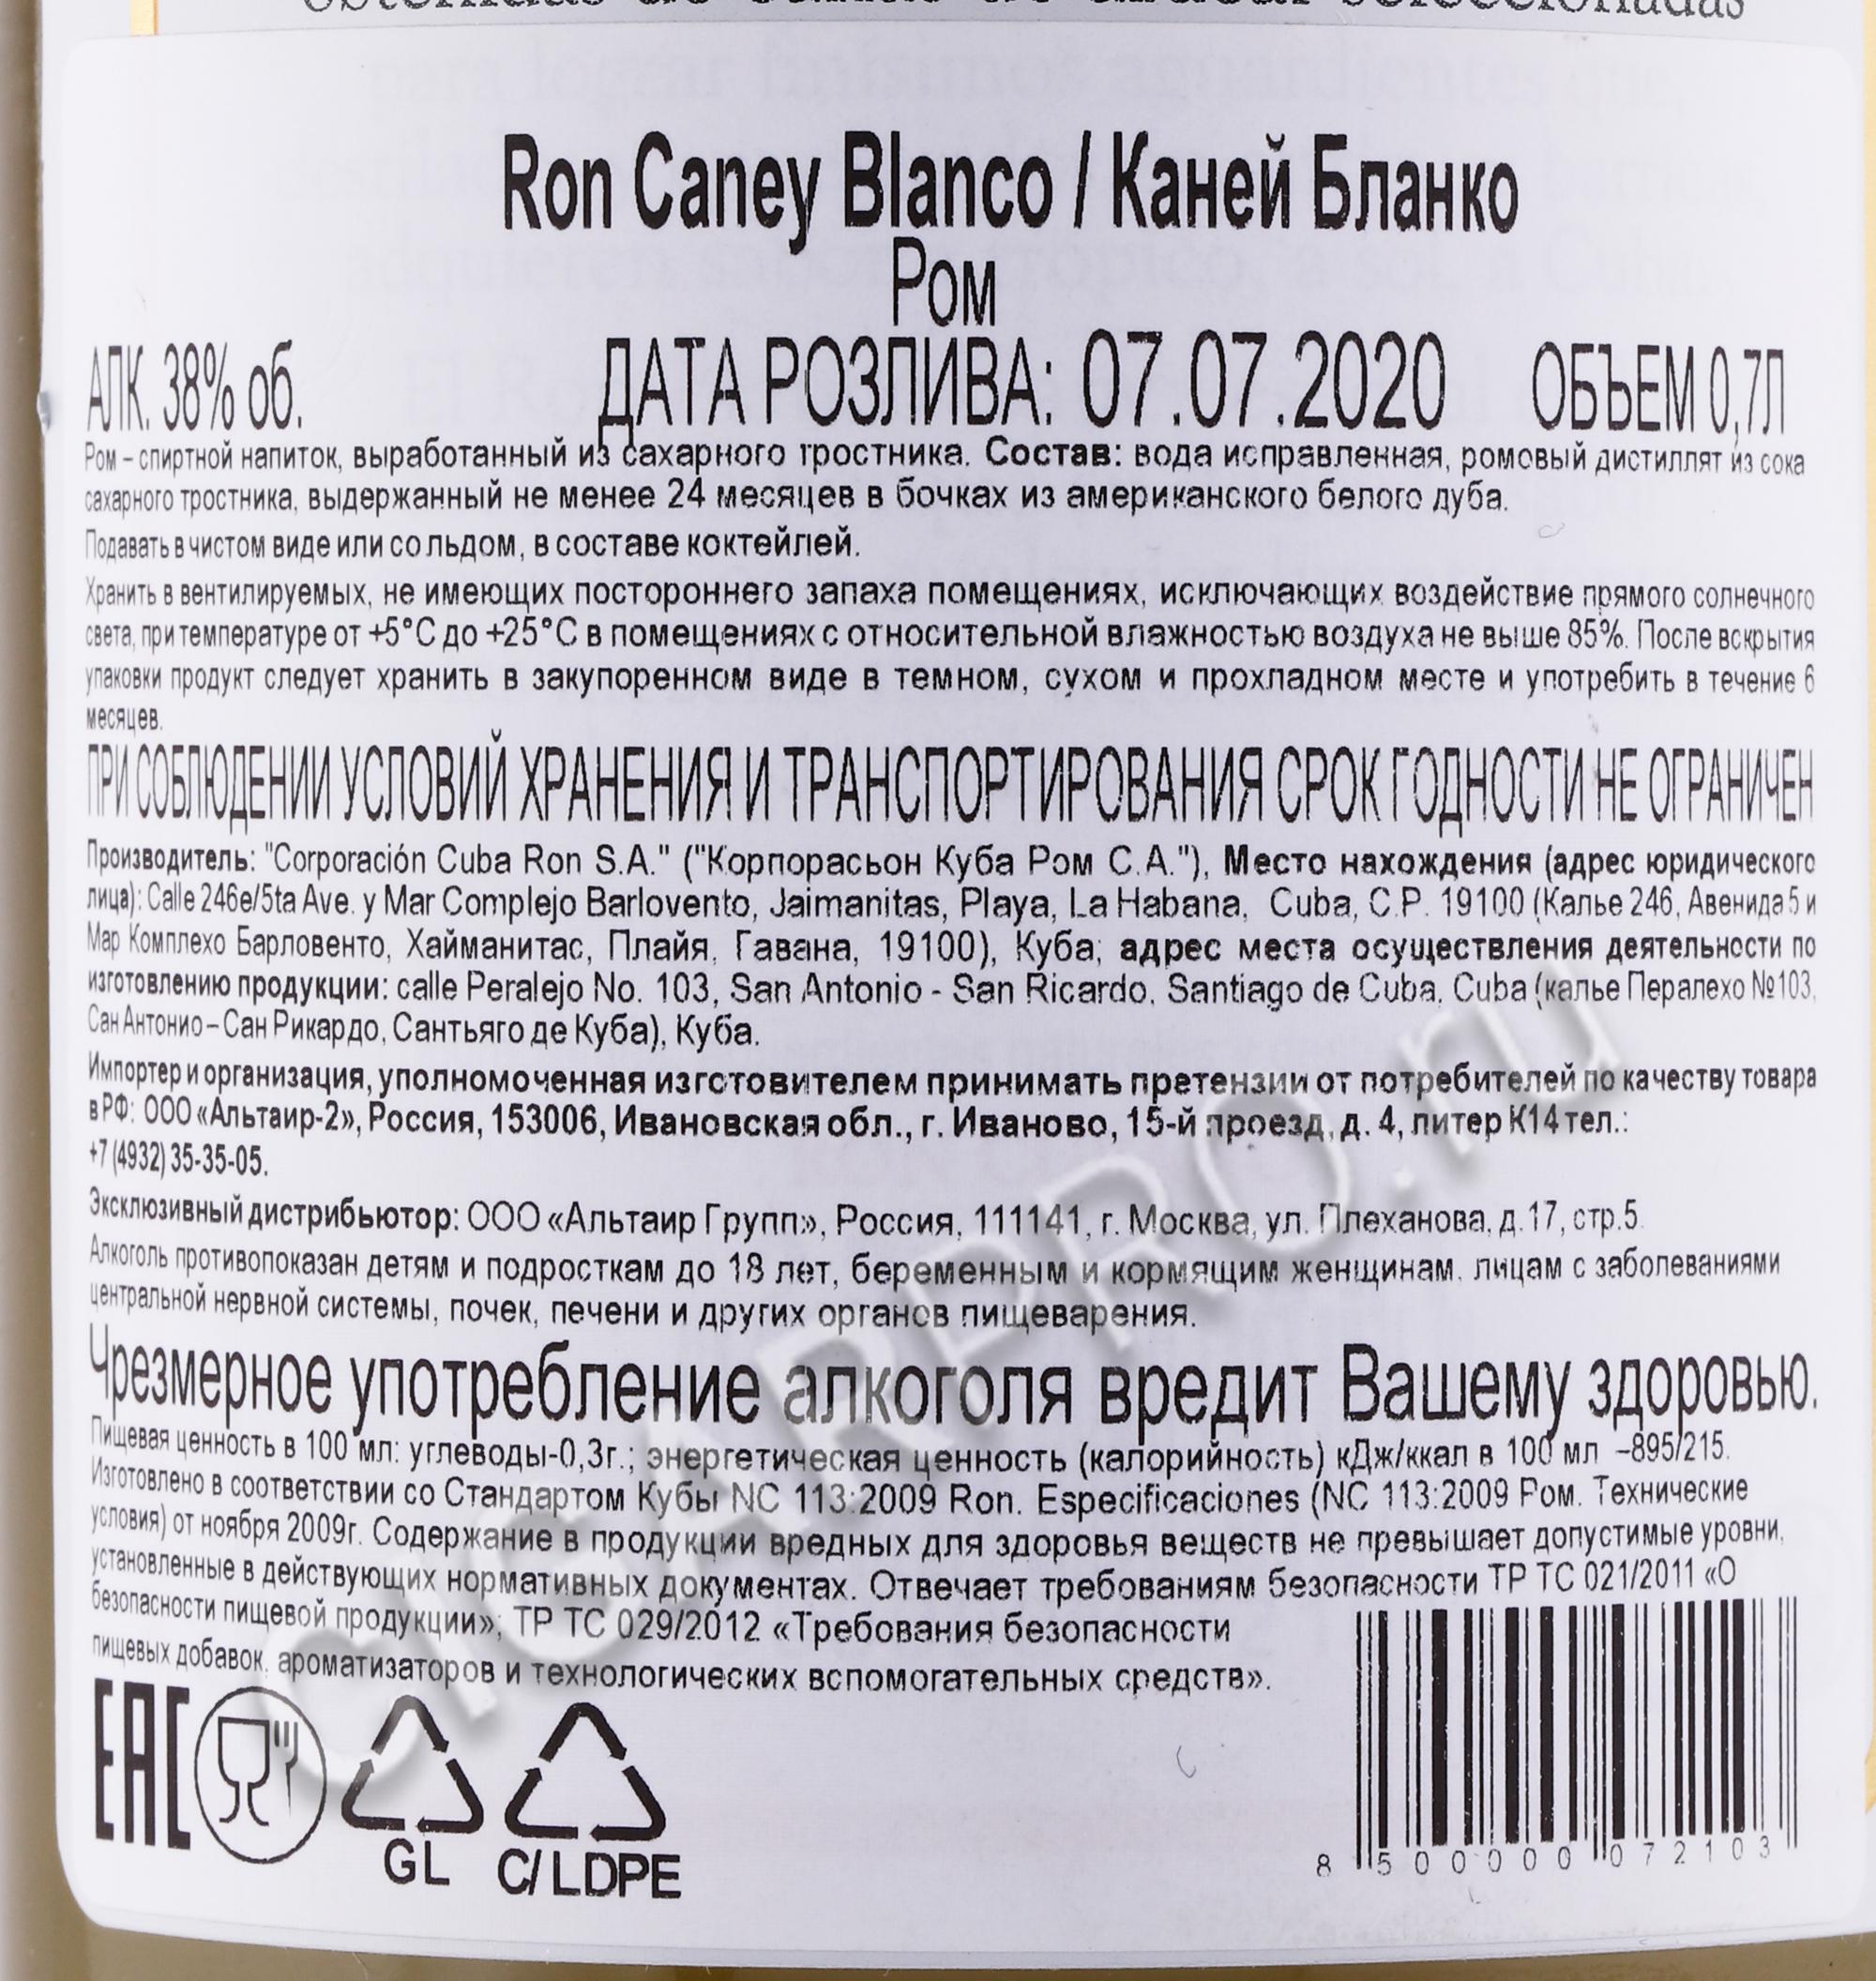 Ron Caney Blanco / Каней Бланко
Ром
АЛК. 38% об. ДАТА РОЗЛИВА: 07.07.2020 ОБЪЕМ 0,7Л
Ром – спиртной напиток, выработанный из сахарного тростника. Состав: вода исправленная, ромовый дистиллят из сока
сахарного тростника, выдержанный не менее 24 месяцев в бочках из американского белого дуба.
Подавать в чистом виде или со льдом, в составе коктейлей.
Хранить в вентилируемых, не имеющих постороннего запаха помещениях, исключающих воздействие прямого солнечного
света, при температуре от +5°C до +25°C в помещениях с относительной влажностью воздуха не выше 85%. После вскрытия
упаковки продукт следует хранить в закупоренном виде в темном, сухом и прохладном месте и употребить в течение 6
месяцев.
ПРИ СОБЛЮДЕНИИ УСЛОВИЙ ХРАНЕНИЯ И ТРАНСПОРТИРОВАНИЯ СРОК ГОДНОСТИ НЕ ОГРАНИЧЕН
Производитель: "Corporación Cuba Ron S.A." ("Корпорасьон Куба Ром С.А."), Место нахождения (адрес юридического
лица): Calle 246e/5ta Ave. y Mar Complejo Barlovento, Jaimanitas, Playa, La Habana, Cuba, C.P. 19100 (Калье 246, Авенида 5 и
Мар Комплехо Барловенто, Хайманитас, Плайя, Гавана, 19100), Куба; адрес места осуществления деятельности по
изготовлению продукции: calle Peralejo No. 103, San Antonio - San Ricardo, Santiago de Cuba, Cuba (калье Пералехо №103,
Сан Антонио – Сан Рикардо, Сантьяго де Куба), Куба.
Импортер и организация, уполномоченная изготовителем принимать претензии от потребителей по качеству товара
в РФ: ООО «Альтаир-2», Россия, 153006, Ивановская обл., г. Иваново, 15-й проезд, д. 4, литер К14 тел.:
+7 (4932) 35-35-05.
Эксклюзивный дистрибьютор: ООО «Альтаир Групп», Россия, 111141, г. Москва, ул. Плеханова, д. 17, стр.5.
Алкоголь противопоказан детям и подросткам до 18 лет, беременным и кормящим женщинам, лицам с заболеваниями
центральной нервной системы, почек, печени и других органов пищеварения.
Чрезмерное употребление алкоголя вредит Вашему здоровью.
Пищевая ценность в 100 мл: углеводы-0,3г.; энергетическая ценность (калорийность) кДж/ккал в 100 мл –895/215.
Изготовлено в соответствии со Стандартом Кубы NC 113:2009 Ron. Especificaciones (NC 113:2009 Ром. Технические
условия) от ноября 2009г. Содержание в продукции вредных для здоровья веществ не превышает допустимые уровни,
установленные в действующих нормативных документах. Отвечает требованиям безопасности ТР ТС 021/2011 «О
безопасности пищевой продукции»; ТР ТС 029/2012 «Требования безопасности
пищевых добавок, ароматизаторов и технологических вспомогательных средств».
EAC
GL C/LDPE
8 500000 072103
CIGARPRO.ru